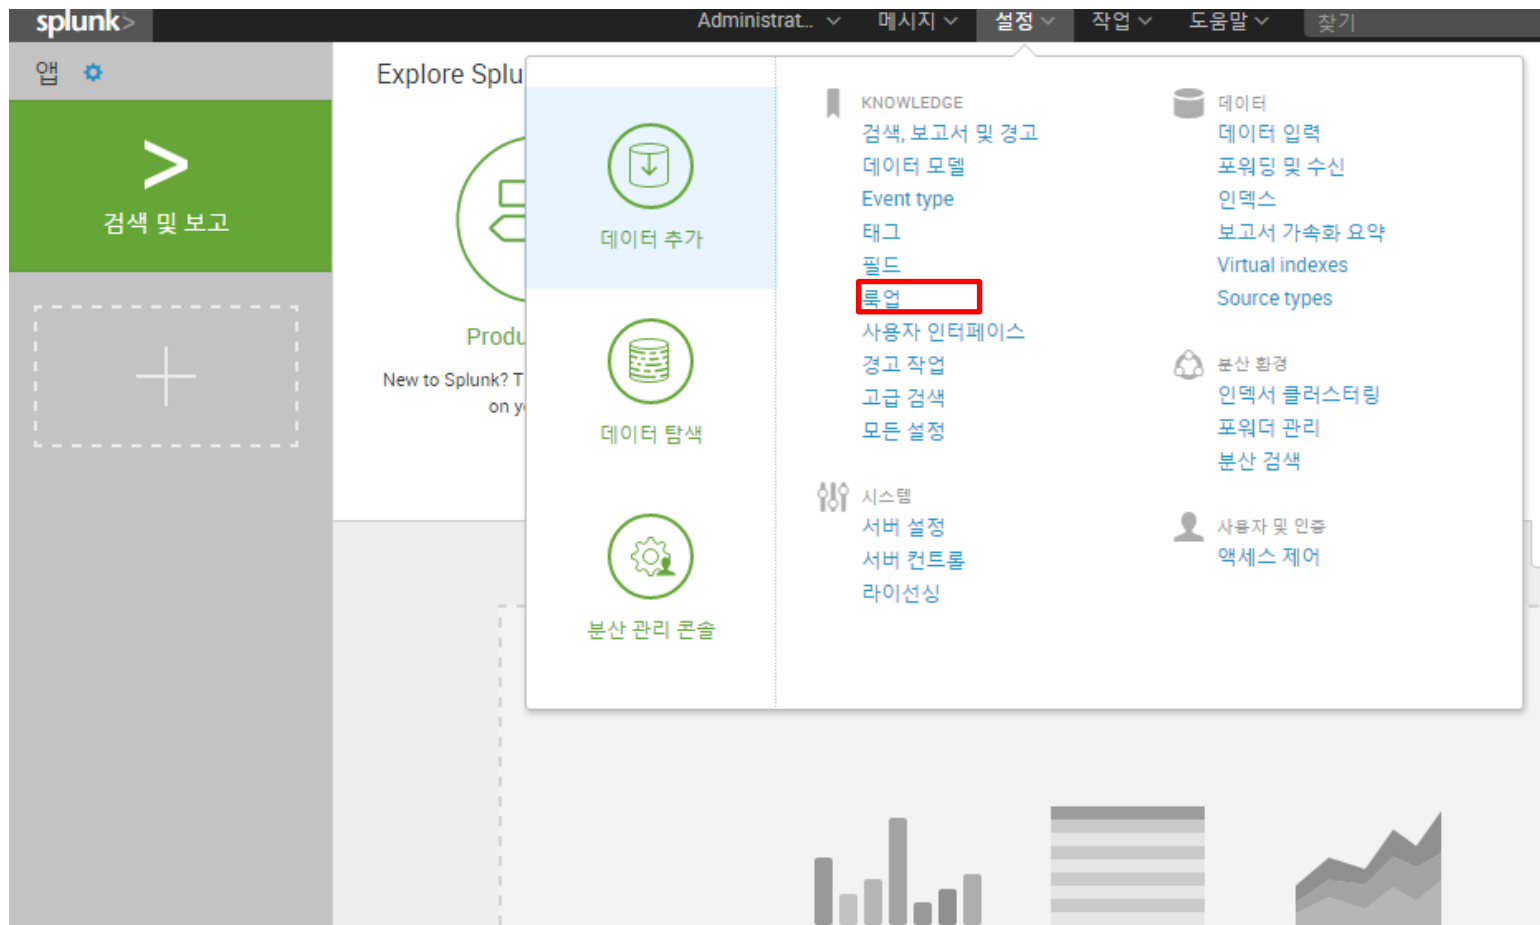 splunk>
Administrat...
메시지
설정
작업
도움말
찾기
앱
검색 및 보고
Explore Splu
Produ
New to Splunk? T
on y
데이터 추가
데이터 탐색
분산 관리 콘솔
KNOWLEDGE
검색, 보고서 및 경고
데이터 모델
Event type
태그
필드
룩업
사용자 인터페이스
경고 작업
고급 검색
모든 설정
시스템
서버 설정
서버 컨트롤
라이선싱
데이터
데이터 입력
포워딩 및 수신
인덱스
보고서 가속화 요약
Virtual indexes
Source types
분산 환경
인덱서 클러스터링
포워더 관리
분산 검색
사용자 및 인증
액세스 제어